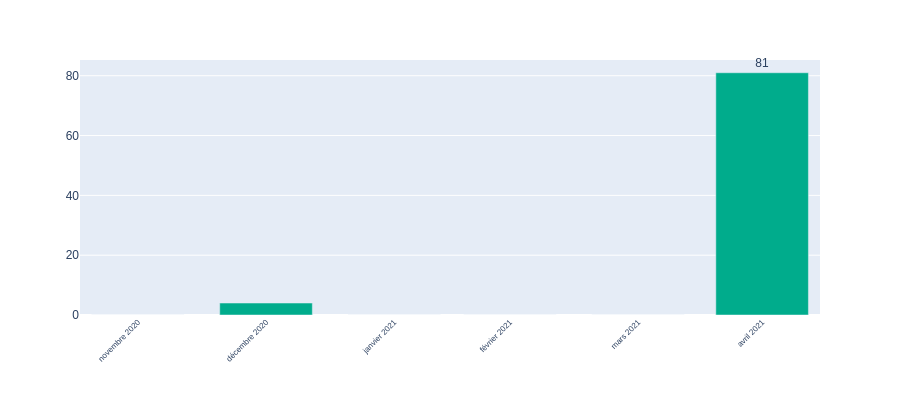 81
80
60
40
20
0
novembre 2020
décembre 2020
janvier 2021
février 2021
mars 2021
avril 2021